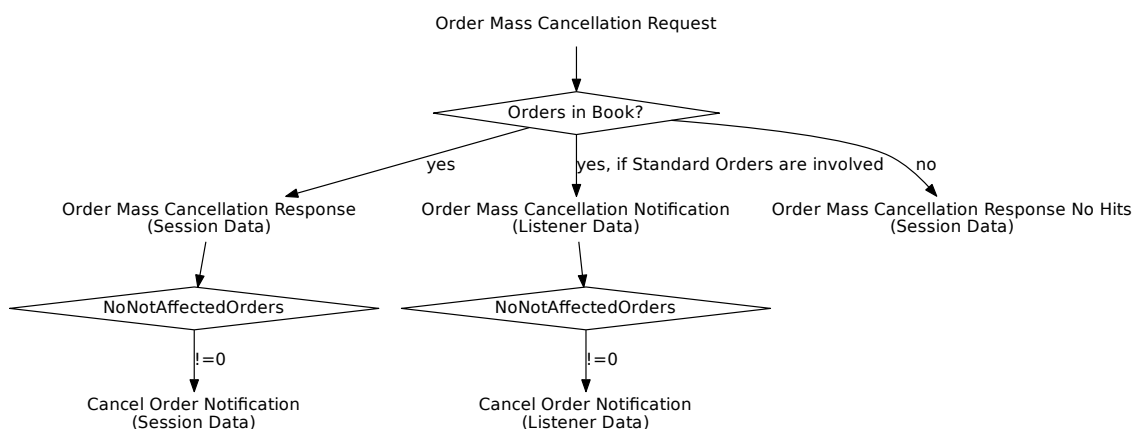 Order Mass Cancellation Request
Orders in Book?
yes
yes, if Standard Orders are involved
no
Order Mass Cancellation Response
(Session Data)
Order Mass Cancellation Notification
(Listener Data)
Order Mass Cancellation Response No Hits
(Session Data)
NoNotAffectedOrders
NoNotAffectedOrders
!=0
!=0
Cancel Order Notification
(Session Data)
Cancel Order Notification
(Listener Data)